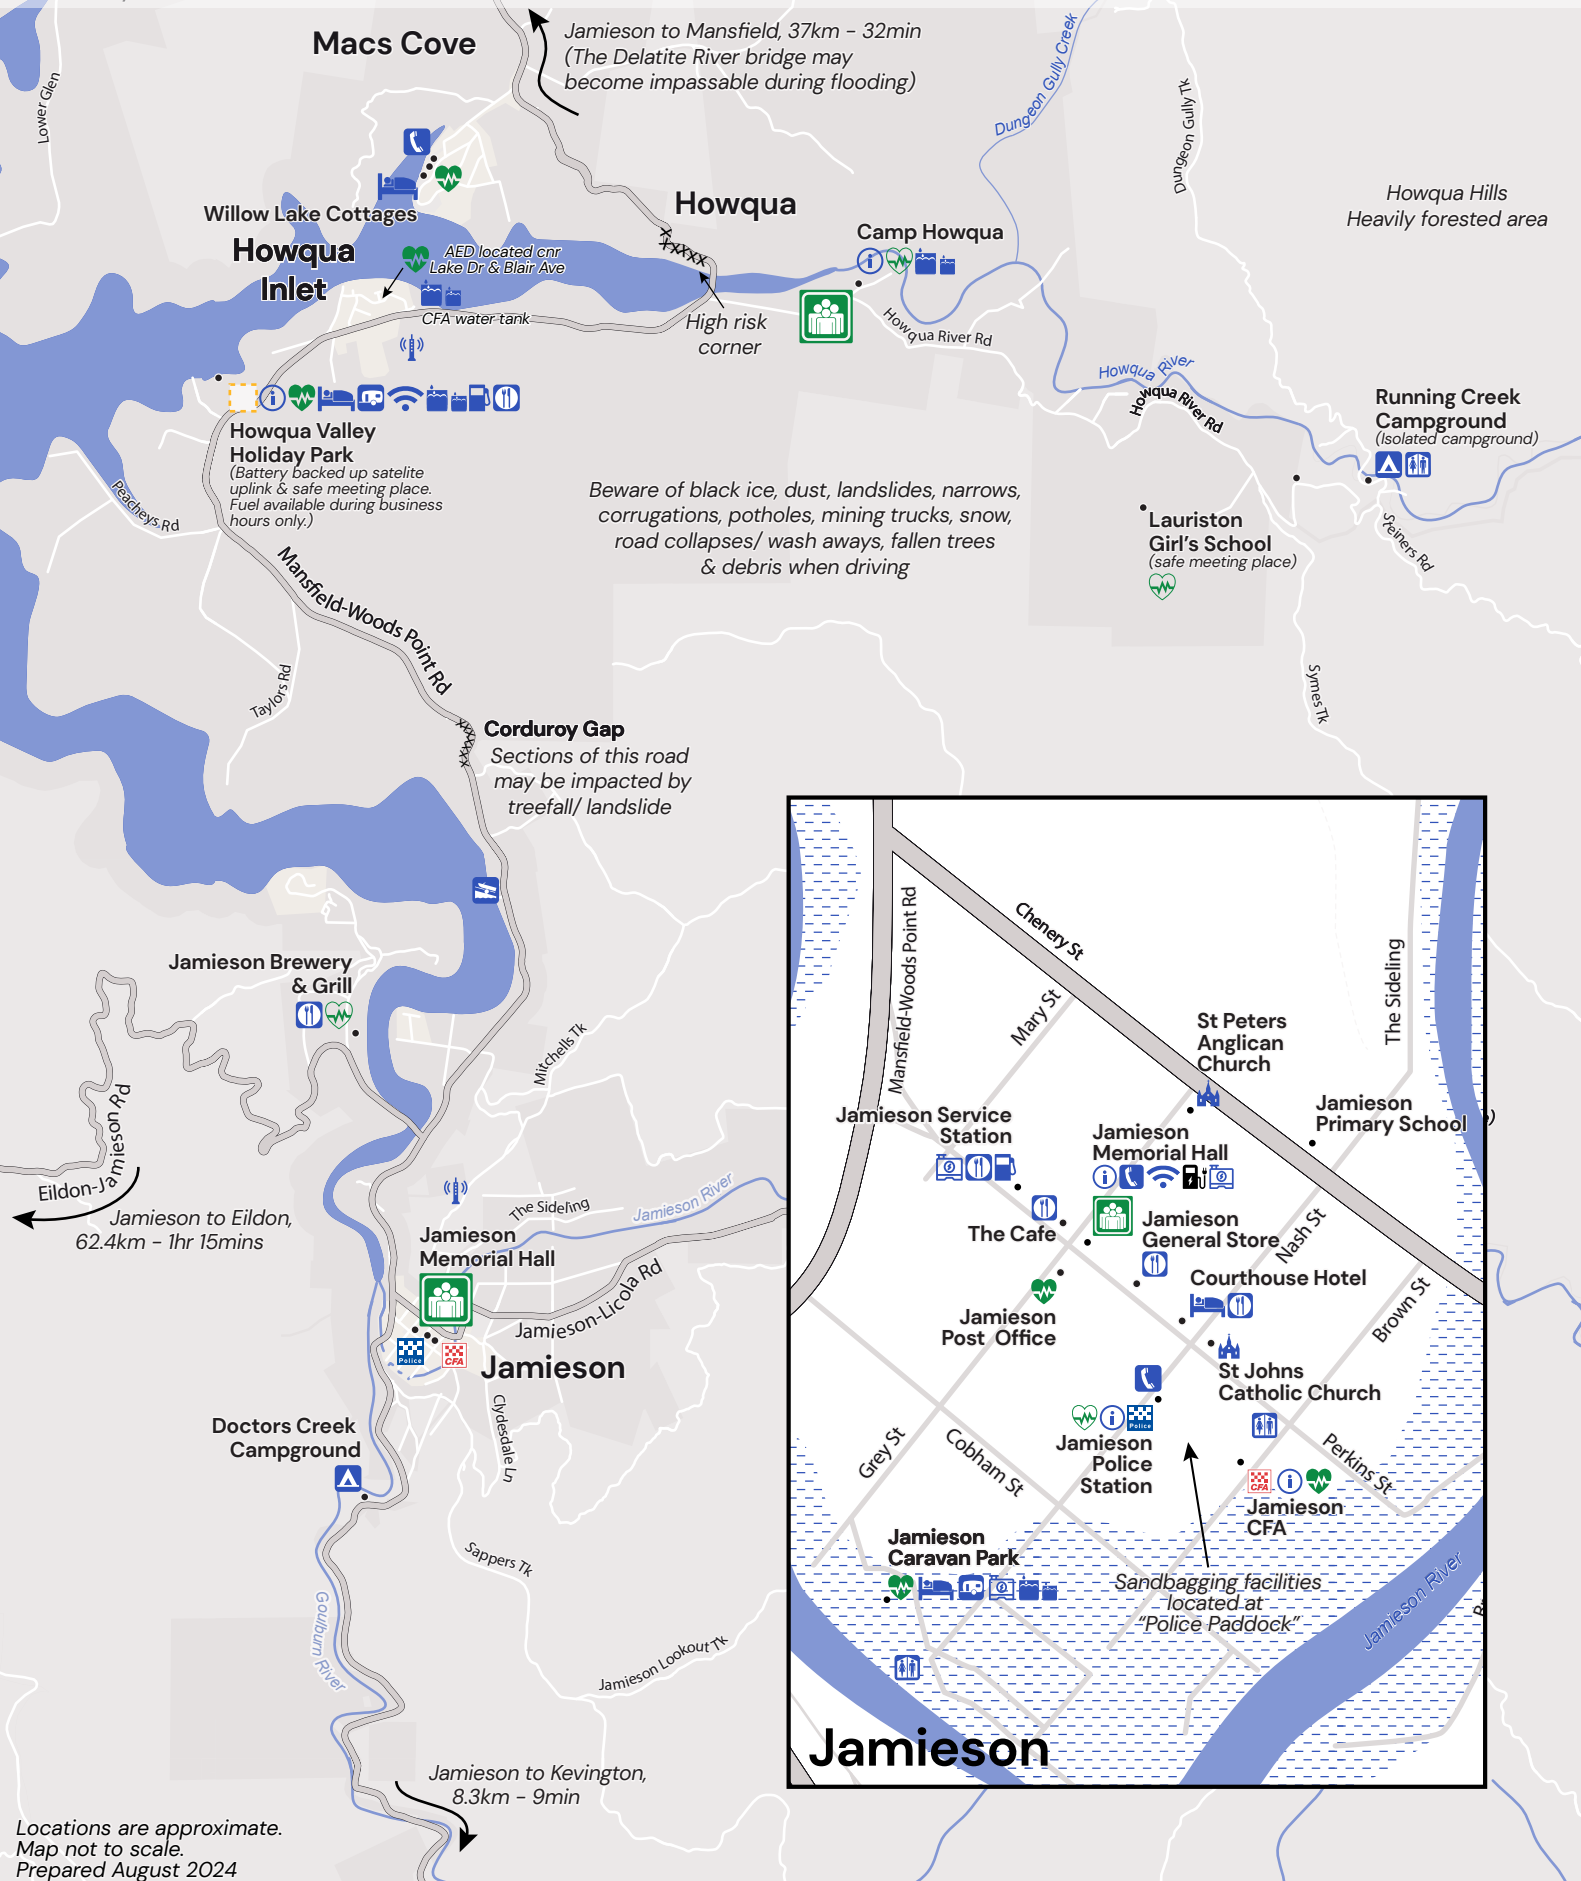 Macs Cove
Jamieson to Mansfield, 37km - 32min
(The Delatite River bridge may
become impassable during flooding)
Dungeon Gully Creek
Dungeon Gully Tk
Lower Glen
Howqua Hills
Heavily forested area
Willow Lake Cottages
Howqua
Howqua
Inlet
AED located cnr
Lake Dr & Blair Ave
CFA water tank
Camp Howqua
High risk
corner
Howqua River Rd
Howqua River
Howqua River Rd
Running Creek
Campground
(Isolated campground)
Howqua Valley
Holiday Park
(Battery backed up satelite
uplink & safe meeting place.
Fuel available during business
hours only.)
Peacheys Rd
Beware of black ice, dust, landslides, narrows,
corrugations, potholes, mining trucks, snow,
road collapses/ wash aways, fallen trees
& debris when driving
Lauriston
Girl's School
(safe meeting place)
Steiners Rd
Mansfield-Woods Point Rd
Taylors Rd
Symes Tk
Corduroy Gap
Sections of this road
may be impacted by
treefall/ landslide
Jamieson Brewery
& Grill
Mitchells Tk
Eildon-Jamieson Rd
Jamieson to Eildon,
62.4km - 1hr 15mins
The Sideling
Jamieson River
Jamieson
Memorial Hall
Jamieson-Licola Rd
Police
CFA
Jamieson
Clydesdale Ln
Doctors Creek
Campground
Sappers Tk
Goulburn River
Jamieson Lookout Tk
Jamieson to Kevington,
8.3km - 9min
Locations are approximate.
Map not to scale.
Prepared August 2024
Mansfield-Woods Point Rd
Chenery St
The Sideling
Mary St
St Peters
Anglican
Church
Jamieson
Primary School
)
Jamieson Service
Station
Jamieson
Memorial Hall
The Cafe
Jamieson
General Store
Nash St
Courthouse Hotel
Brown St
Jamieson
Post Office
St Johns
Catholic Church
Police
Jamieson
Police
Station
Grey St
Cobham St
Perkins St
CFA
Jamieson
CFA
Jamieson
Caravan Park
Sandbagging facilities
located at
"Police Paddock"
Jamieson River
Jamieson